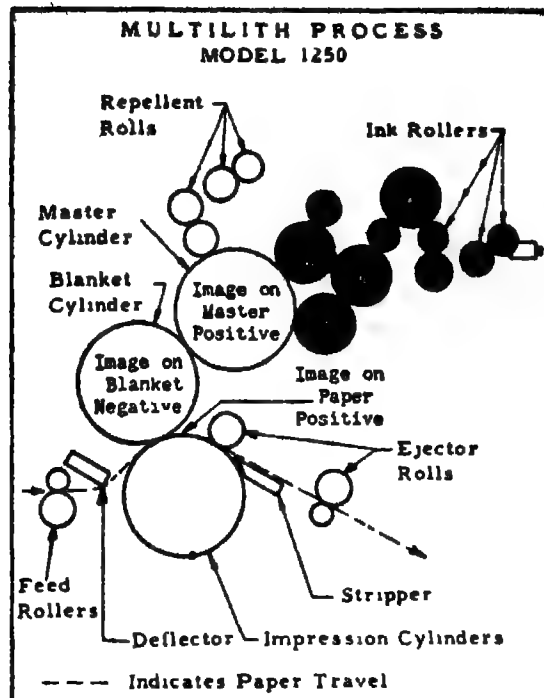 MULTILITH PROCESS
MODEL 1250
Repellent
Rolls
Ink Rollers
Master
Cylinder
Blanket
Cylinder
Image on
Master
Positive
Image on
Blanket
Negative
Image on
Paper
Positive
Ejector
Rolls
Feed
Rollers
Stripper
Deflector
Impression Cylinders
--- Indicates Paper Travel